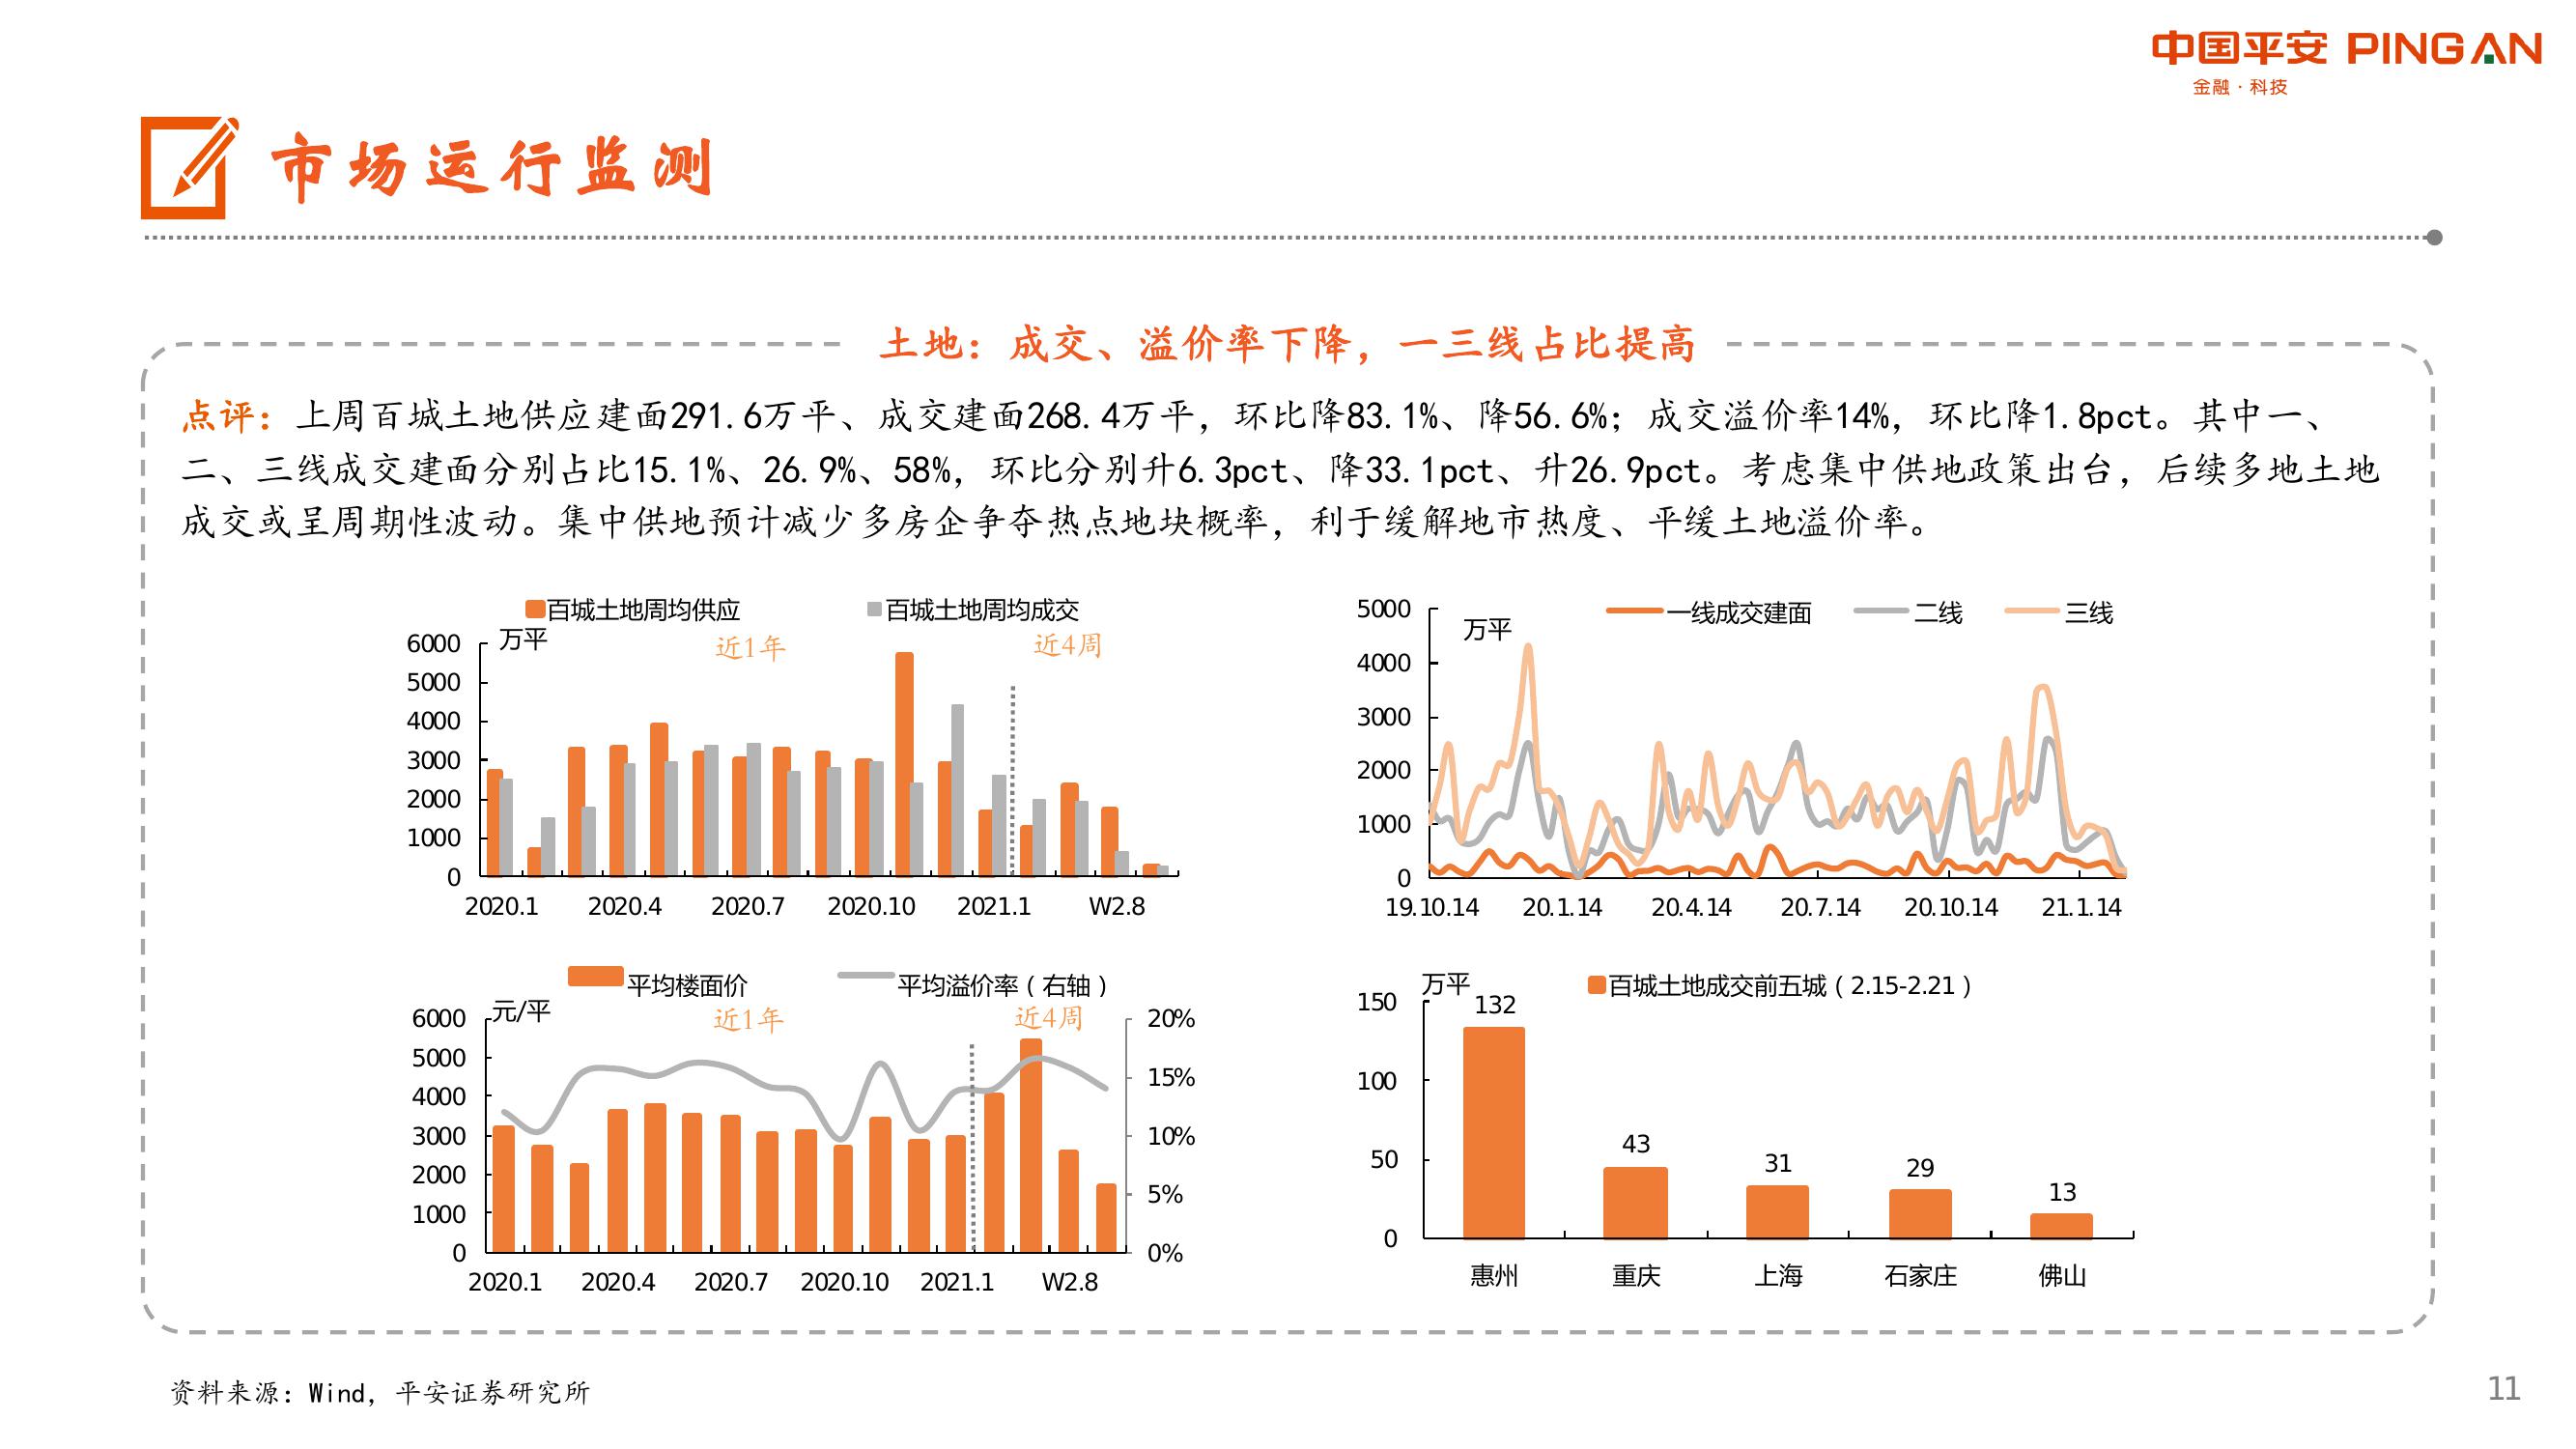 中国平安 PINGAN
金融·科技
市场运行监测
土地：成交、溢价率下降，一三线占比提高
点评：上周百城土地供应建面291.6万平、成交建面268.4万平，环比降83.1%、降56.6%；成交溢价率14%，环比降1.8pct。其中一、
二、三线成交建面分别占比15.1%、26.9%、58%，环比分别升6.3pct、降33.1pct、升26.9pct。考虑集中供地政策出台，后续多地土地
成交或呈周期性波动。集中供地预计减少多房企争夺热点地块概率，利于缓解地市热度、平缓土地溢价率。
百城土地周均供应 百城土地周均成交
万平 近1年 近4周
6000
5000
4000
3000
2000
1000
0
2020.1 2020.4 2020.7 2020.10 2021.1 W2.8
一线成交建面 二线 三线
万平
5000
4000
3000
2000
1000
0
19.10.14 20.1.14 20.4.14 20.7.14 20.10.14 21.1.14
平均楼面价 平均溢价率（右轴）
元/平 近1年 近4周
6000 20%
5000
4000 15%
3000 10%
2000 5%
1000
0 0%
2020.1 2020.4 2020.7 2020.10 2021.1 W2.8
万平 百城土地成交前五城（2.15-2.21）
150
100
50
0
132 43 31 29 13
惠州 重庆 上海 石家庄 佛山
资料来源：Wind，平安证券研究所
11